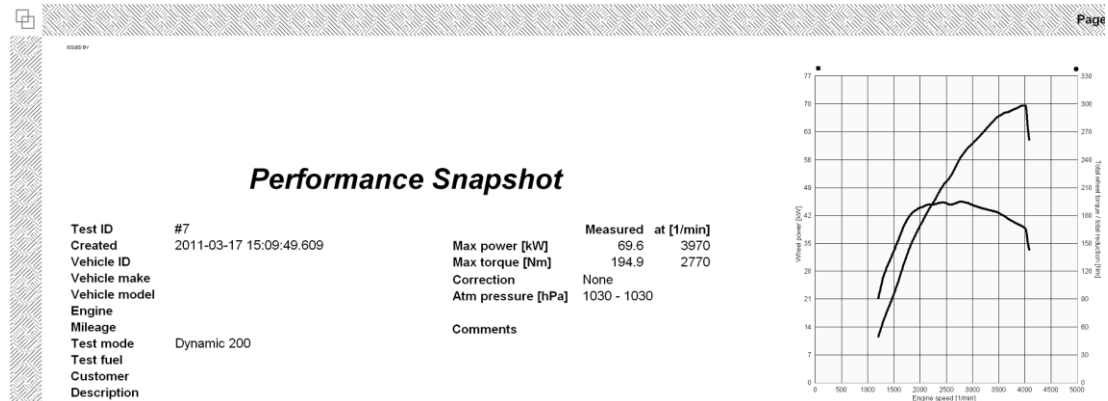 Page
ISSUED BY
Performance Snapshot
Test ID #7
Created 2011-03-17 15:09:49.609
Vehicle ID
Vehicle make
Vehicle model
Engine
Mileage
Test mode Dynamic 200
Test fuel
Customer
Description
Measured at [1/min]
Max power [kW] 69.6 3970
Max torque [Nm] 194.9 2770
Correction None
Atm pressure [hPa] 1030 - 1030
Comments
77
70
63
56
49
42
35
28
21
14
7
0
Wheel power [kW]
330
300
270
240
210
180
150
120
90
60
30
0
Total wheel torque / total reduction [Nm]
0 500 1000 1500 2000 2500 3000 3500 4000 4500 5000
Engine speed [1/min]